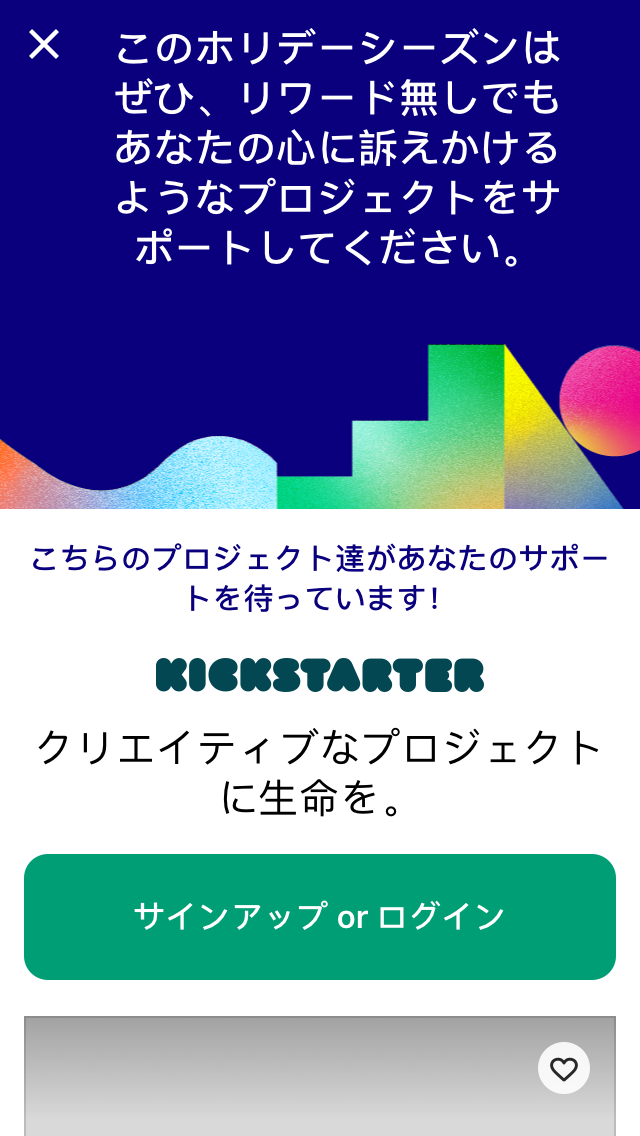 このホリデーシーズンは
ぜひ、リワード無しでも
あなたの心に訴えかける
ようなプロジェクトをサ
ポートしてください。
こちらのプロジェクト達があなたのサポー
トを待っています!
KICKSTARTER
クリエイティブなプロジェクト
に生命を。
サインアップ or ログイン